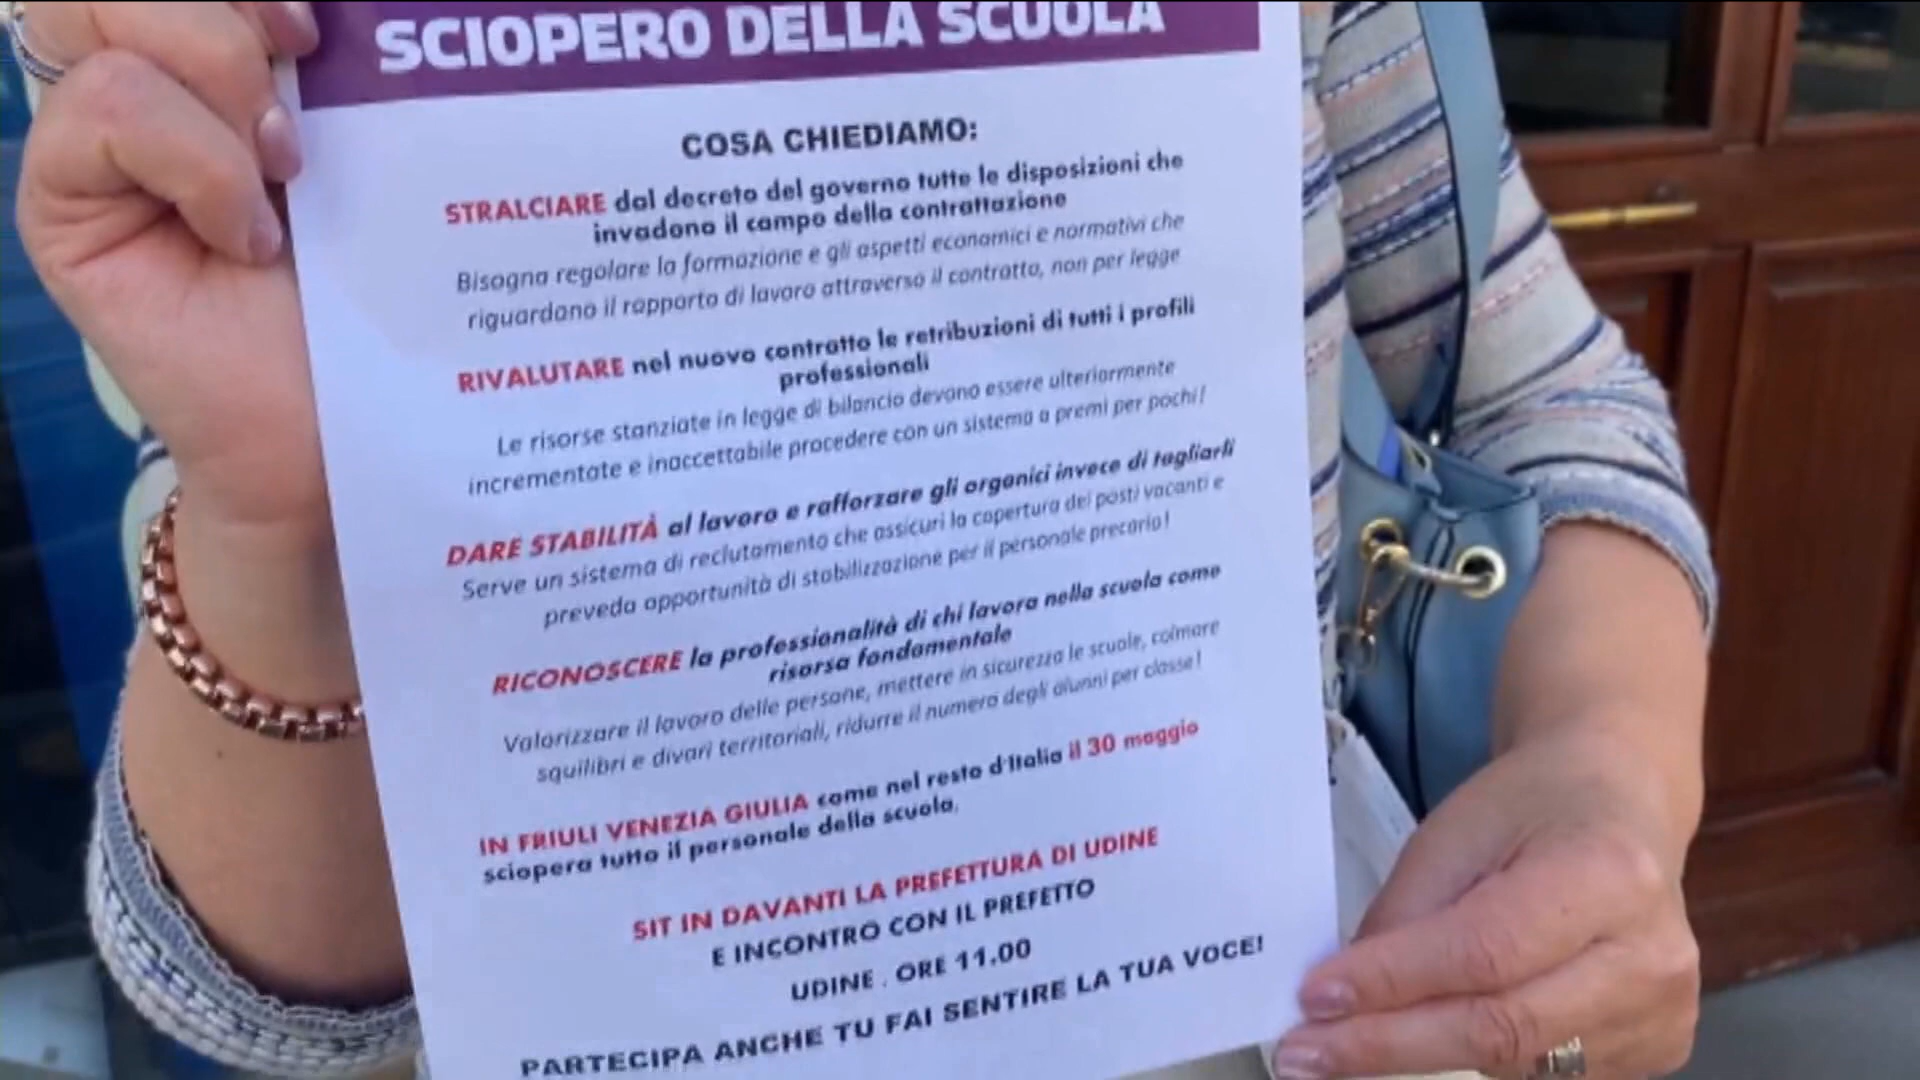 SCIOPERO DELLA SCUOLA
COSA CHIEDIAMO:
STRALCIARE dal decreto del governo tutte le disposizioni che
invadono il campo della contrattazione
Bisogna regolare la formazione e gli aspetti economici e normativi che
riguardano il rapporto di lavoro attraverso il contratto, non per legge
RIVALUTARE nel nuovo contratto le retribuzioni di tutti i profili
professionali
Le risorse stanziate in legge di bilancio devono essere ulteriormente
incrementate e inaccettabile procedere con un sistema a premi per pochi!
DARE STABILITÀ al lavoro e rafforzare gli organici invece di tagliarli
Serve un sistema di reclutamento che assicuri la copertura dei posti vacanti e
preveda opportunità di stabilizzazione per il personale precario!
RICONOSCERE la professionalità di chi lavora nella scuola come
risorsa fondamentale
Valorizzare il lavoro delle persone, mettere in sicurezza le scuole, colmare
squilibri e divari territoriali, ridurre il numero degli alunni per classe!
IN FRIULI VENEZIA GIULIA come nel resto d'Italia il 30 maggio
sciopera tutto il personale della scuola.
SIT IN DAVANTI LA PREFETTURA DI UDINE
E INCONTRO CON IL PREFETTO
UDINE . ORE 11.00
PARTECIPA ANCHE TU FAI SENTIRE LA TUA VOCE!